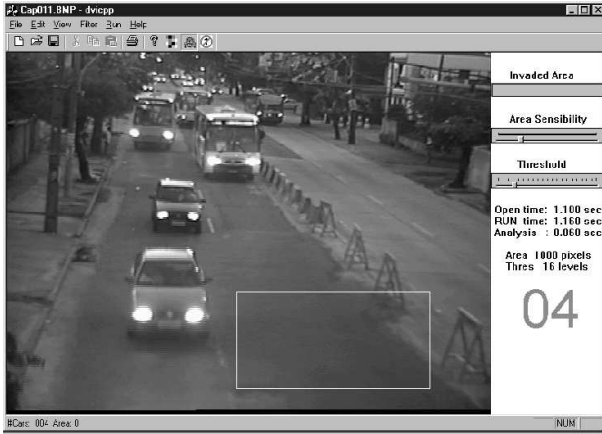 Cap011.BMP - dvicpp
File Edit View Filter Run Help
Invaded Area
Area Sensibility
Threshold
Open time: 1.100 sec
RUN time: 1.160 sec
Analysis : 0.060 sec
Area 1000 pixels
Thres 16 levels
04
#Cars: 004 Area: 0
NUM